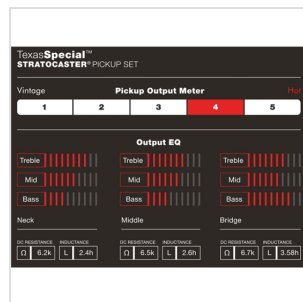 TexasSpecial™
STRATOCASTER® PICKUP SET
Vintage Pickup Output Meter Hot
1 2 3 4 5
Output EQ
Treble Treble Treble
Mid Mid Mid
Bass Bass Bass
Neck Middle Bridge
DC RESISTANCE INDUCTANCE DC RESISTANCE INDUCTANCE DC RESISTANCE INDUCTANCE
Ω 6.2k L 2.4h Ω 6.5k L 2.6h Ω 6.7k L 3.58h